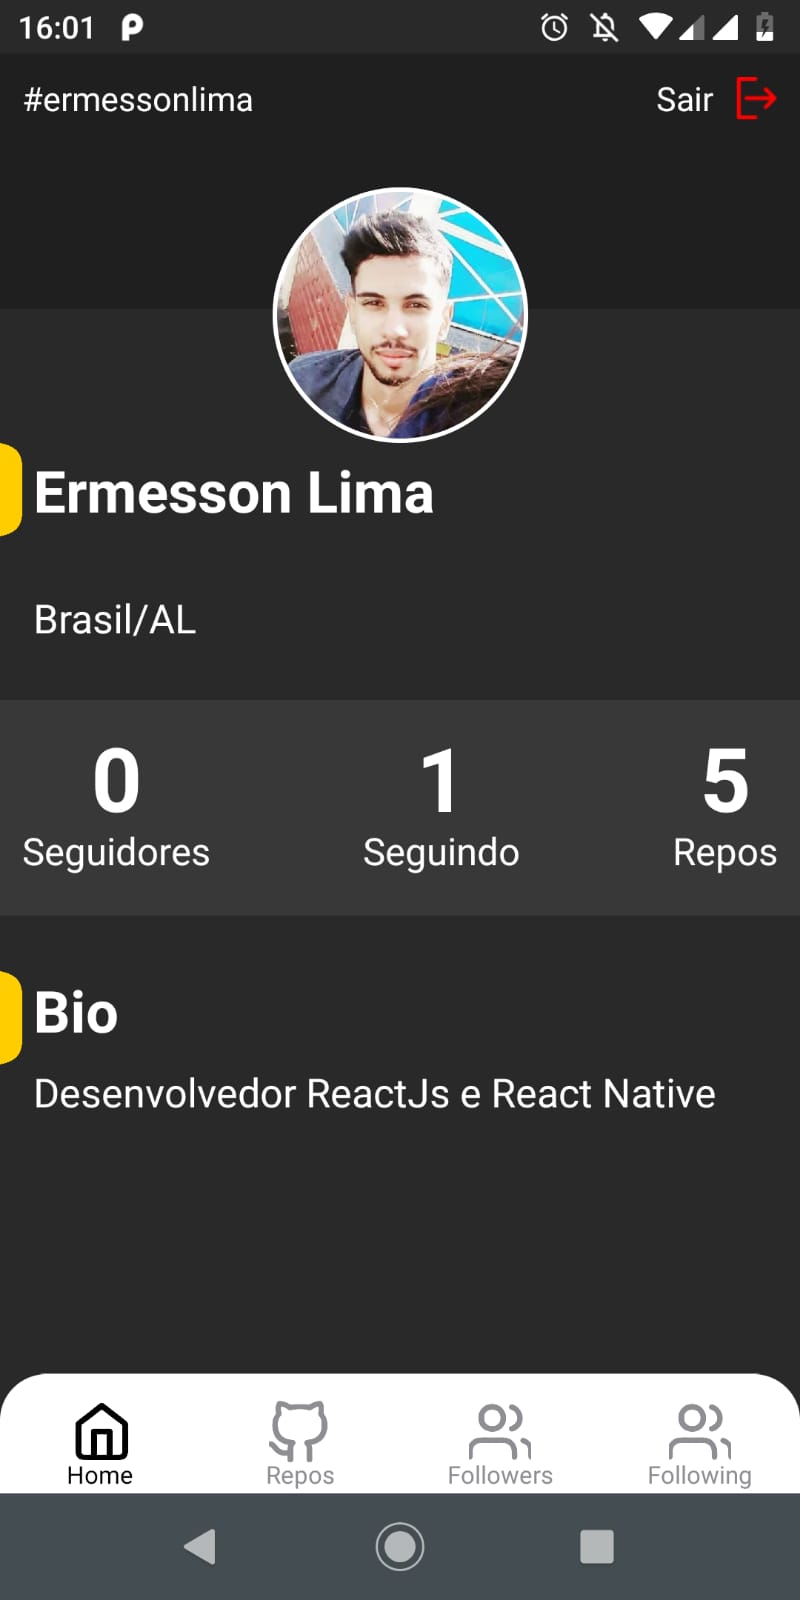 16:01
#ermessonlima
Sair
Ermesson Lima
Brasil/AL
0 1 5
Seguidores Seguindo Repos
Bio
Desenvolvedor ReactJs e React Native
Home Repos Followers Following